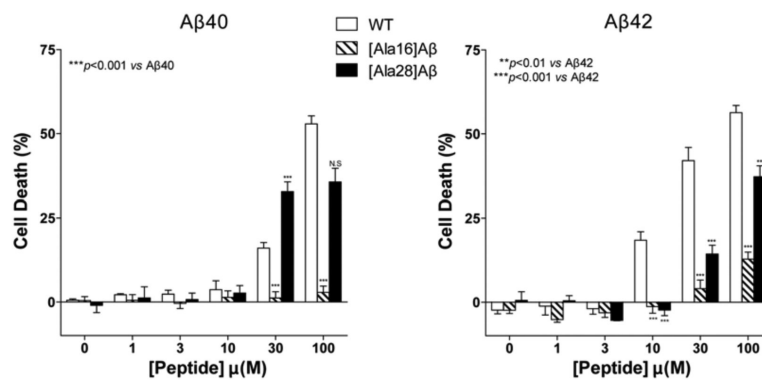 Aβ40
Aβ42
WT
[Ala16]Aβ
[Ala28]Aβ
***p<0.001 vs Aβ40
Cell Death (%)
75
50
25
0
***
***
***
N.S
0 1 3 10 30 100
[Peptide] μ(M)
**p<0.01 vs Aβ42
***p<0.001 vs Aβ42
Cell Death (%)
75
50
25
0
-10
*** ***
***
***
***
**
0 1 3 10 30 100
[Peptide] μ(M)